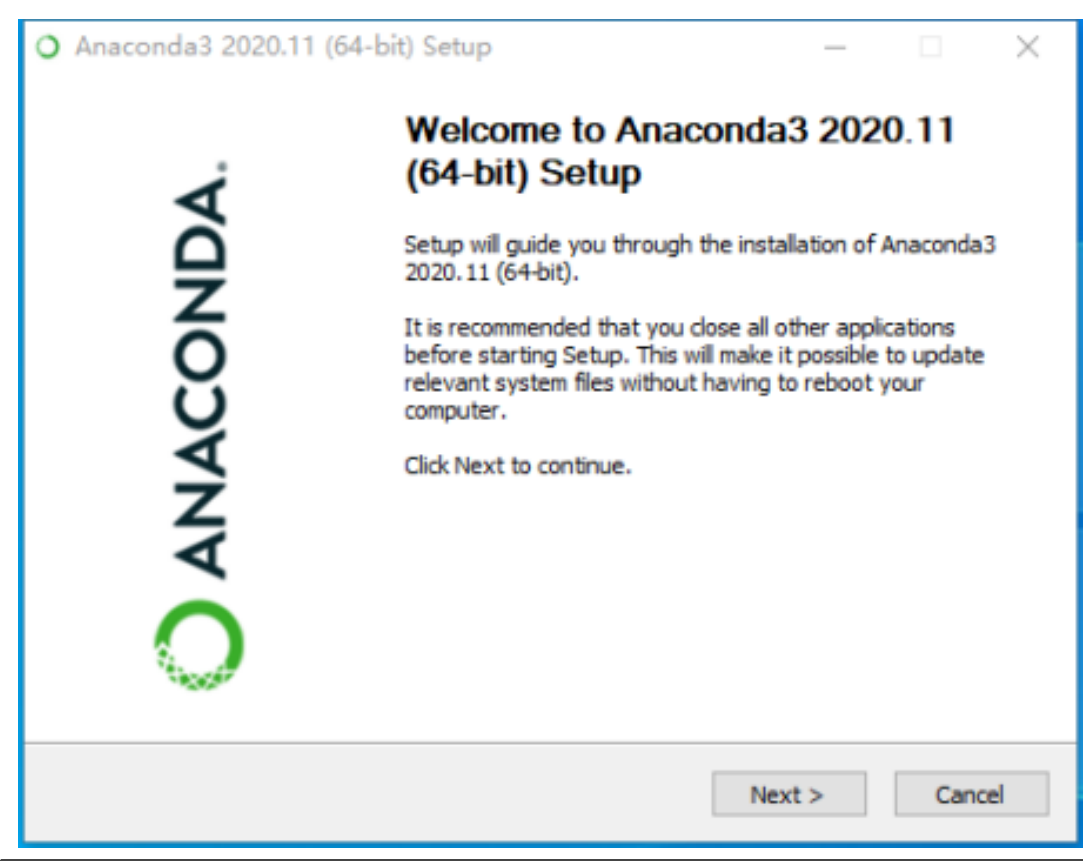 Anaconda3 2020.11 (64-bit) Setup
Welcome to Anaconda3 2020.11
(64-bit) Setup
Setup will guide you through the installation of Anaconda3
2020.11 (64-bit).
It is recommended that you close all other applications
before starting Setup. This will make it possible to update
relevant system files without having to reboot your
computer.
Click Next to continue.
ANACONDA.
Next >
Cancel